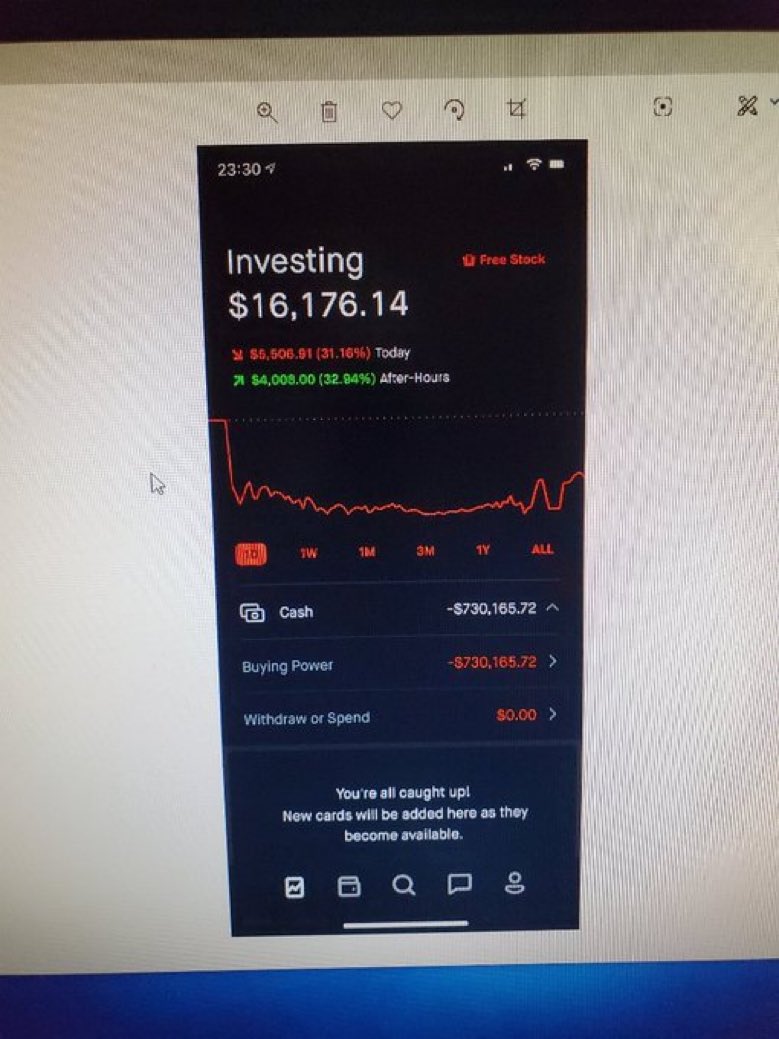 23:30
Investing
Free Stock
$16,176.14
$5,506.91 (31.16%) Today
$4,008.00 (32.94%) After-Hours
1D
1W
1M
3M
1Y
ALL
Cash
-$730,165.72
Buying Power
-$730,165.72
Withdraw or Spend
$0.00
You're all caught up!
New cards will be added here as they
become available.